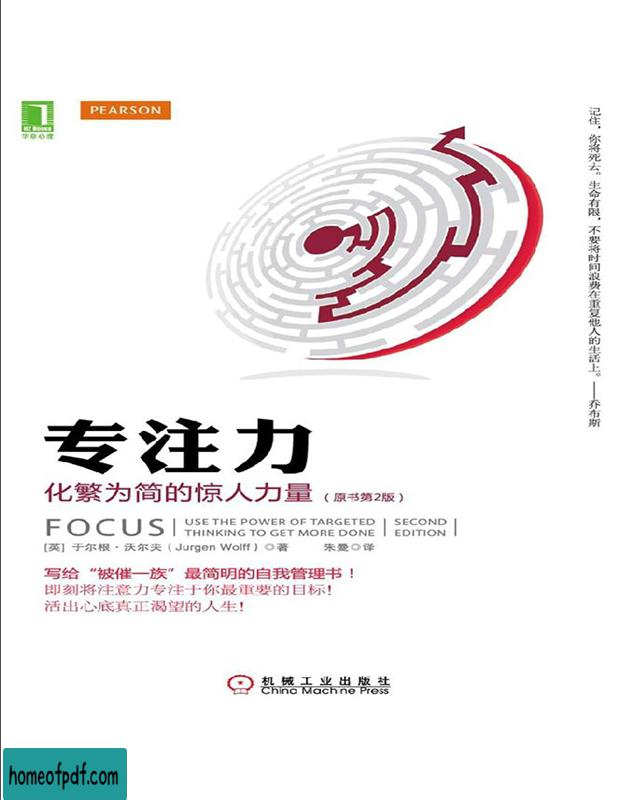 HZ Books
华章心理
PEARSON
记住，你将死去。生命有限，不要将时间浪费在重复他人的生活上。——乔布斯
专注力
化繁为简的惊人力量（原书第2版）
FOCUS | USE THE POWER OF TARGETED THINKING TO GET MORE DONE | SECOND EDITION
[英] 于尔根·沃尔夫（Jurgen Wolff）◎著 朱曼◎译
写给“被催一族”最简明的自我管理书！
即刻将注意力专注于你最重要的目标！
活出心底真正渴望的人生！
机械工业出版社
China Machine Press
homeofpdf.com